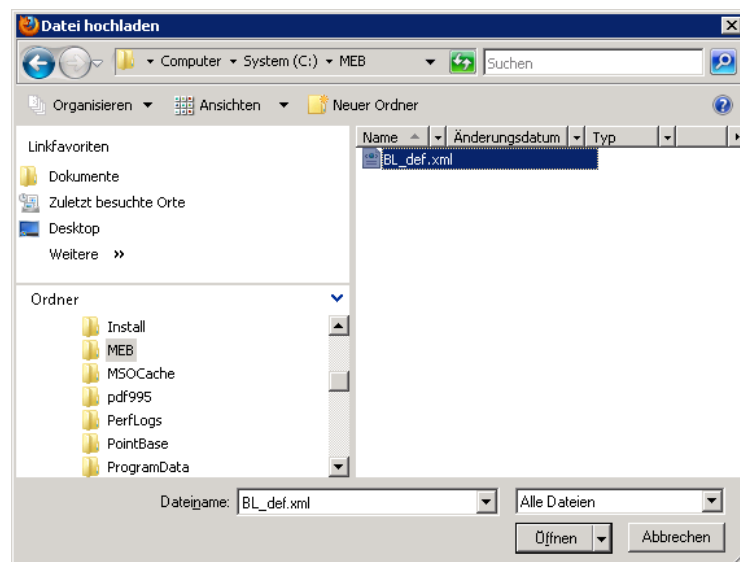 Datei hochladen
Computer System (C:) MEB Suchen
Organisieren Ansichten Neuer Ordner
Linkfavoriten
Dokumente
Zuletzt besuchte Orte
Desktop
Weitere »
Ordner
Install
MEB
MSOCache
pdf995
PerfLogs
PointBase
ProgramData
Name Änderungsdatum Typ
BL_def.xml
Dateiname: BL_def.xml Alle Dateien
Öffnen Abbrechen